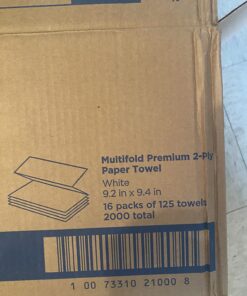 Multifold Premium 2-Ply
Paper Towel
White
9.2 in x 9.4 in
16 packs of 125 towels
2000 total
1 00 73310 21000 8